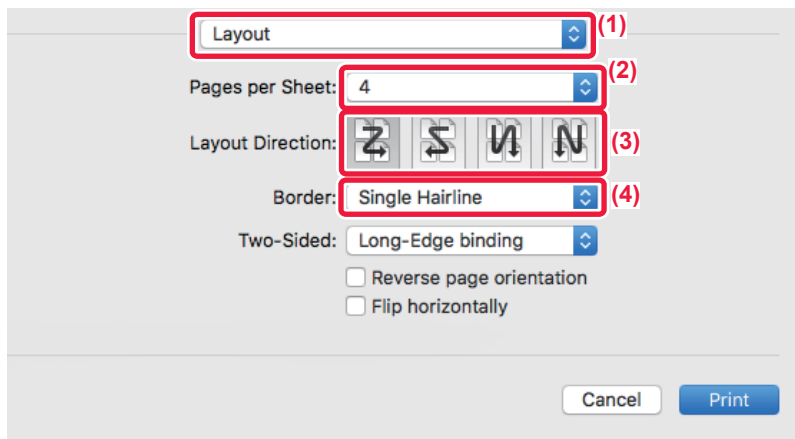 Layout (1)
Pages per Sheet: 4 (2)
Layout Direction: (3)
Border: Single Hairline (4)
Two-Sided: Long-Edge binding
Reverse page orientation
Flip horizontally
Cancel Print